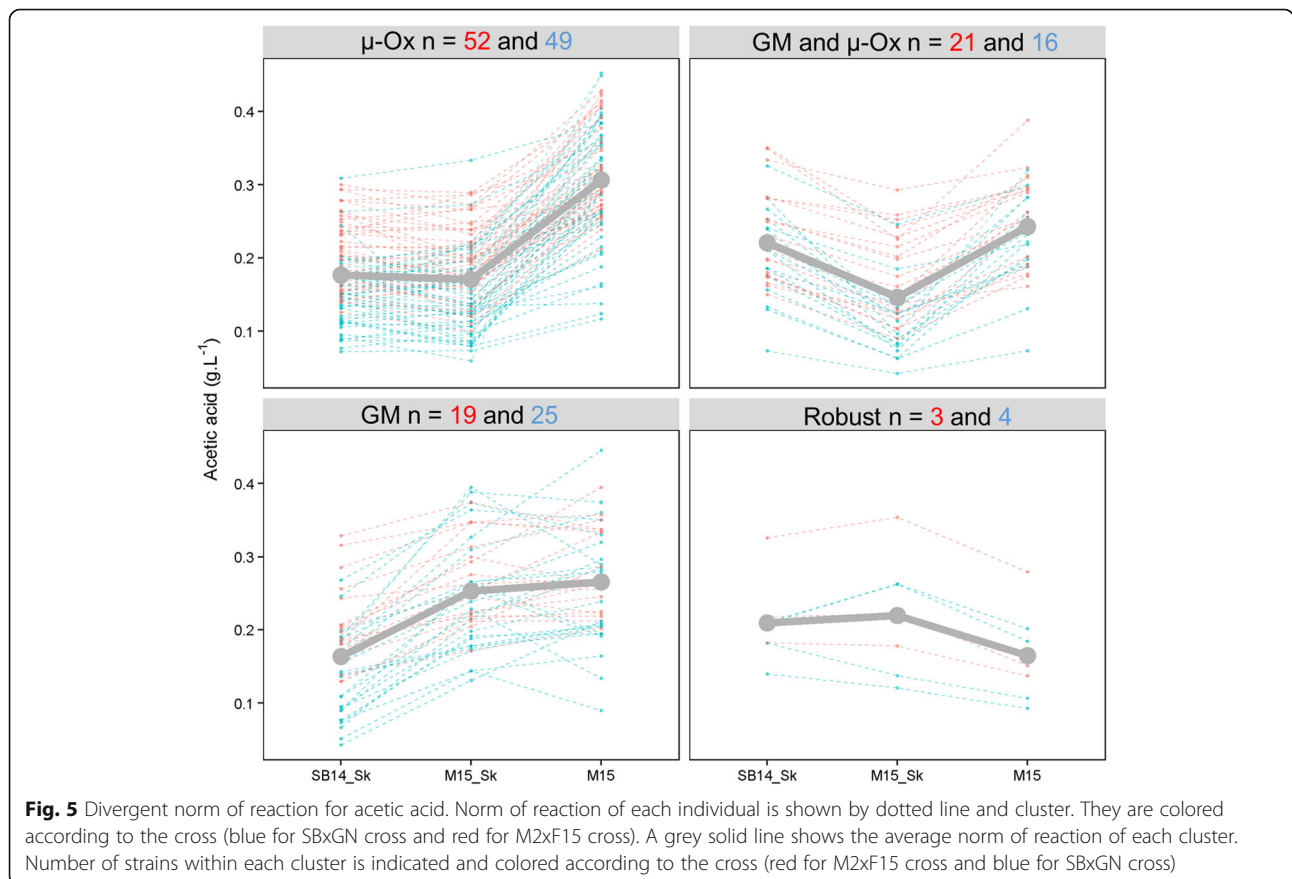 μ-Ox n = 52 and 49
GM and μ-Ox n = 21 and 16
GM n = 19 and 25
Robust n = 3 and 4
Acetic acid (g.L⁻¹)
0.4
0.3
0.2
0.1
0.4
0.3
0.2
0.1
SB14_Sk
M15_Sk
M15
SB14_Sk
M15_Sk
M15
Fig. 5 Divergent norm of reaction for acetic acid. Norm of reaction of each individual is shown by dotted line and cluster. They are colored
according to the cross (blue for SBxGN cross and red for M2xF15 cross). A grey solid line shows the average norm of reaction of each cluster.
Number of strains within each cluster is indicated and colored according to the cross (red for M2xF15 cross and blue for SBxGN cross)